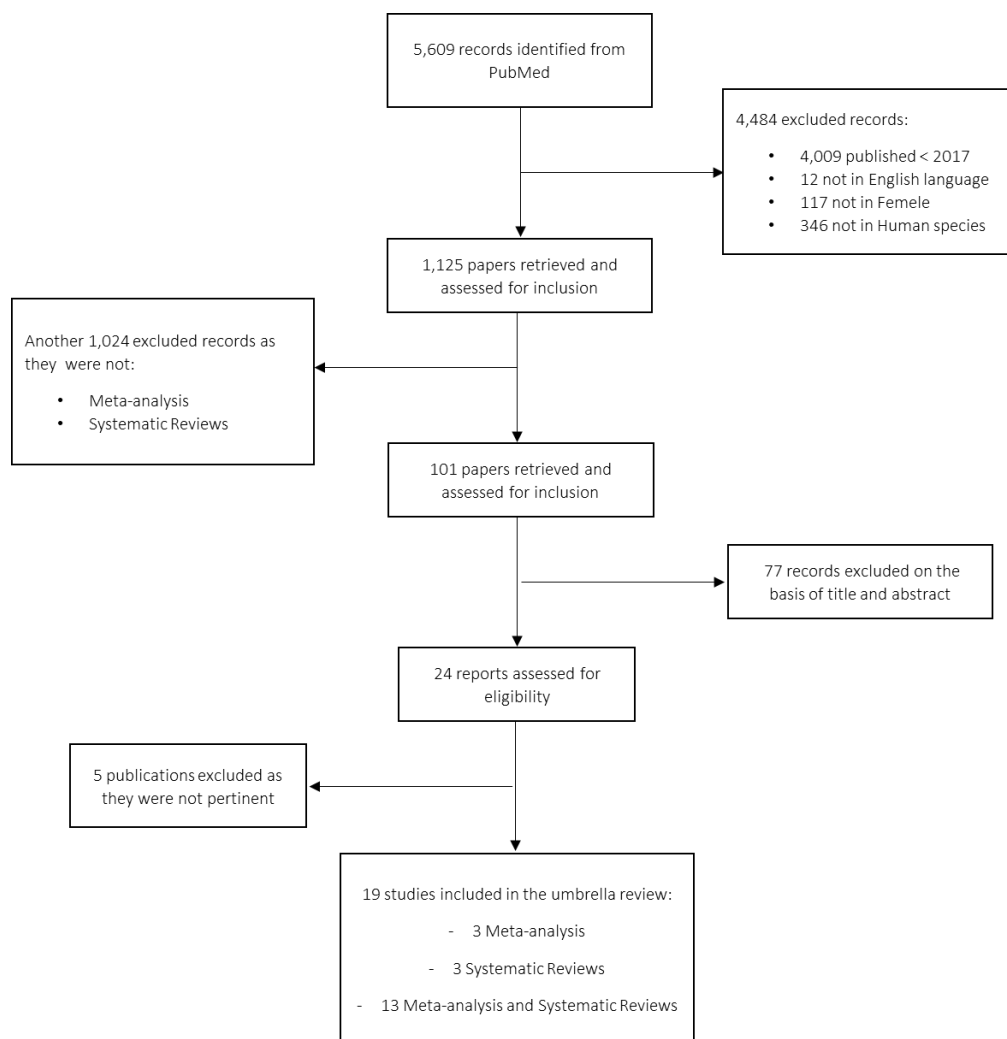 5,609 records identified from
PubMed
4,484 excluded records:
• 4,009 published < 2017
• 12 not in English language
• 117 not in Femele
• 346 not in Human species
1,125 papers retrieved and
assessed for inclusion
Another 1,024 excluded records as
they were not:
• Meta-analysis
• Systematic Reviews
101 papers retrieved and
assessed for inclusion
77 records excluded on the
basis of title and abstract
24 reports assessed for
eligibility
5 publications excluded as
they were not pertinent
19 studies included in the umbrella review:
- 3 Meta-analysis
- 3 Systematic Reviews
- 13 Meta-analysis and Systematic Reviews